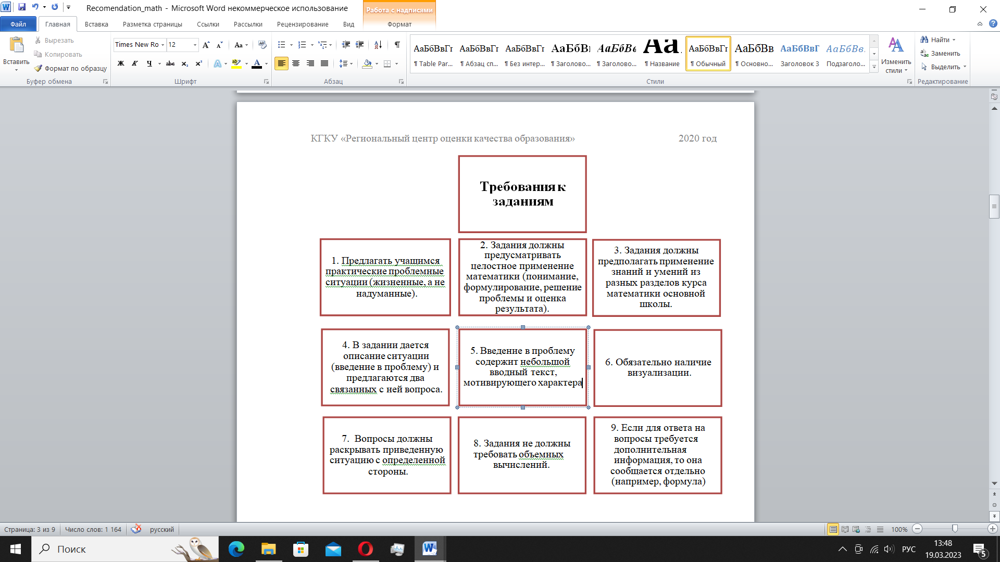 Recomendation_math - Microsoft Word некоммерческое использование
Работа с надписями
Файл
Главная
Вставка
Разметка страницы
Ссылки
Рассылки
Рецензирование
Вид
Формат
Вставить
Вырезать
Копировать
Формат по образцу
Буфер обмена
Times New Ro
12
Шрифт
Абзац
АаБбВвГг
АаБбВвГг
АаБбВвГг
АаБбВı
АаБбВв
Аа.
АаБбВвГг
АаБбВв
АаБбВвГ
АаБбВв.
¶ Table Par...
¶ Абзац сп...
¶ Без интер...
¶ Заголово...
¶ Заголово...
¶ Название
¶ Обычный
¶ Основно...
Заголовок 3
Подзаголо...
Стили
Изменить
стили
Найти
Заменить
Выделить
Редактирование
КГКУ «Региональный центр оценки качества образования»
2020 год
Требования к
заданиям
1. Предлагать учащимся
практические проблемные
ситуации (жизненные, а не
надуманные).
2. Задания должны
предусматривать
целостное применение
математики (понимание,
формулирование, решение
проблемы и оценка
результата).
3. Задания должны
предполагать применение
знаний и умений из
разных разделов курса
математики основной
школы.
4. В задании дается
описание ситуации
(введение в проблему) и
предлагаются два
связанных с ней вопроса.
5. Введение в проблему
содержит небольшой
вводный текст,
мотивирующего характера
6. Обязательно наличие
визуализации.
7. Вопросы должны
раскрывать приведенную
ситуацию с определенной
стороны.
8. Задания не должны
требовать объемных
вычислений.
9. Если для ответа на
вопросы требуется
дополнительная
информация, то она
сообщается отдельно
(например, формула)
Страница: 3 из 9
Число слов: 1 164
русский
100%
Поиск
РУС
13:48
19.03.2023
5